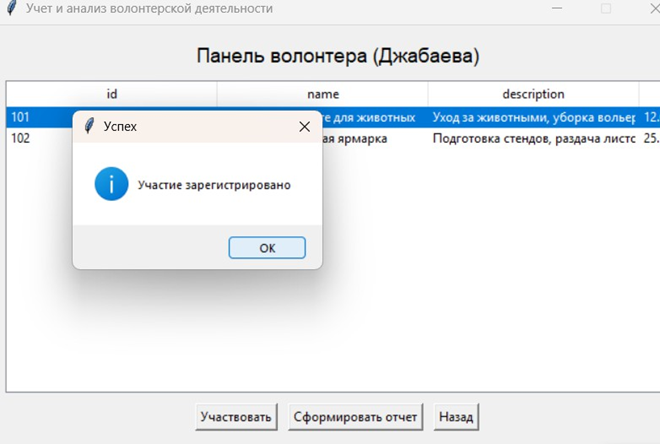 Учет и анализ волонтерской деятельности
Панель волонтера (Джабаева)
id name description
101 для животных Уход за животными, уборка вольер 12.
102 ярмарка Подготовка стендов, раздача листо 25.
Успех
Участие зарегистрировано
OK
Участвовать Сформировать отчет Назад